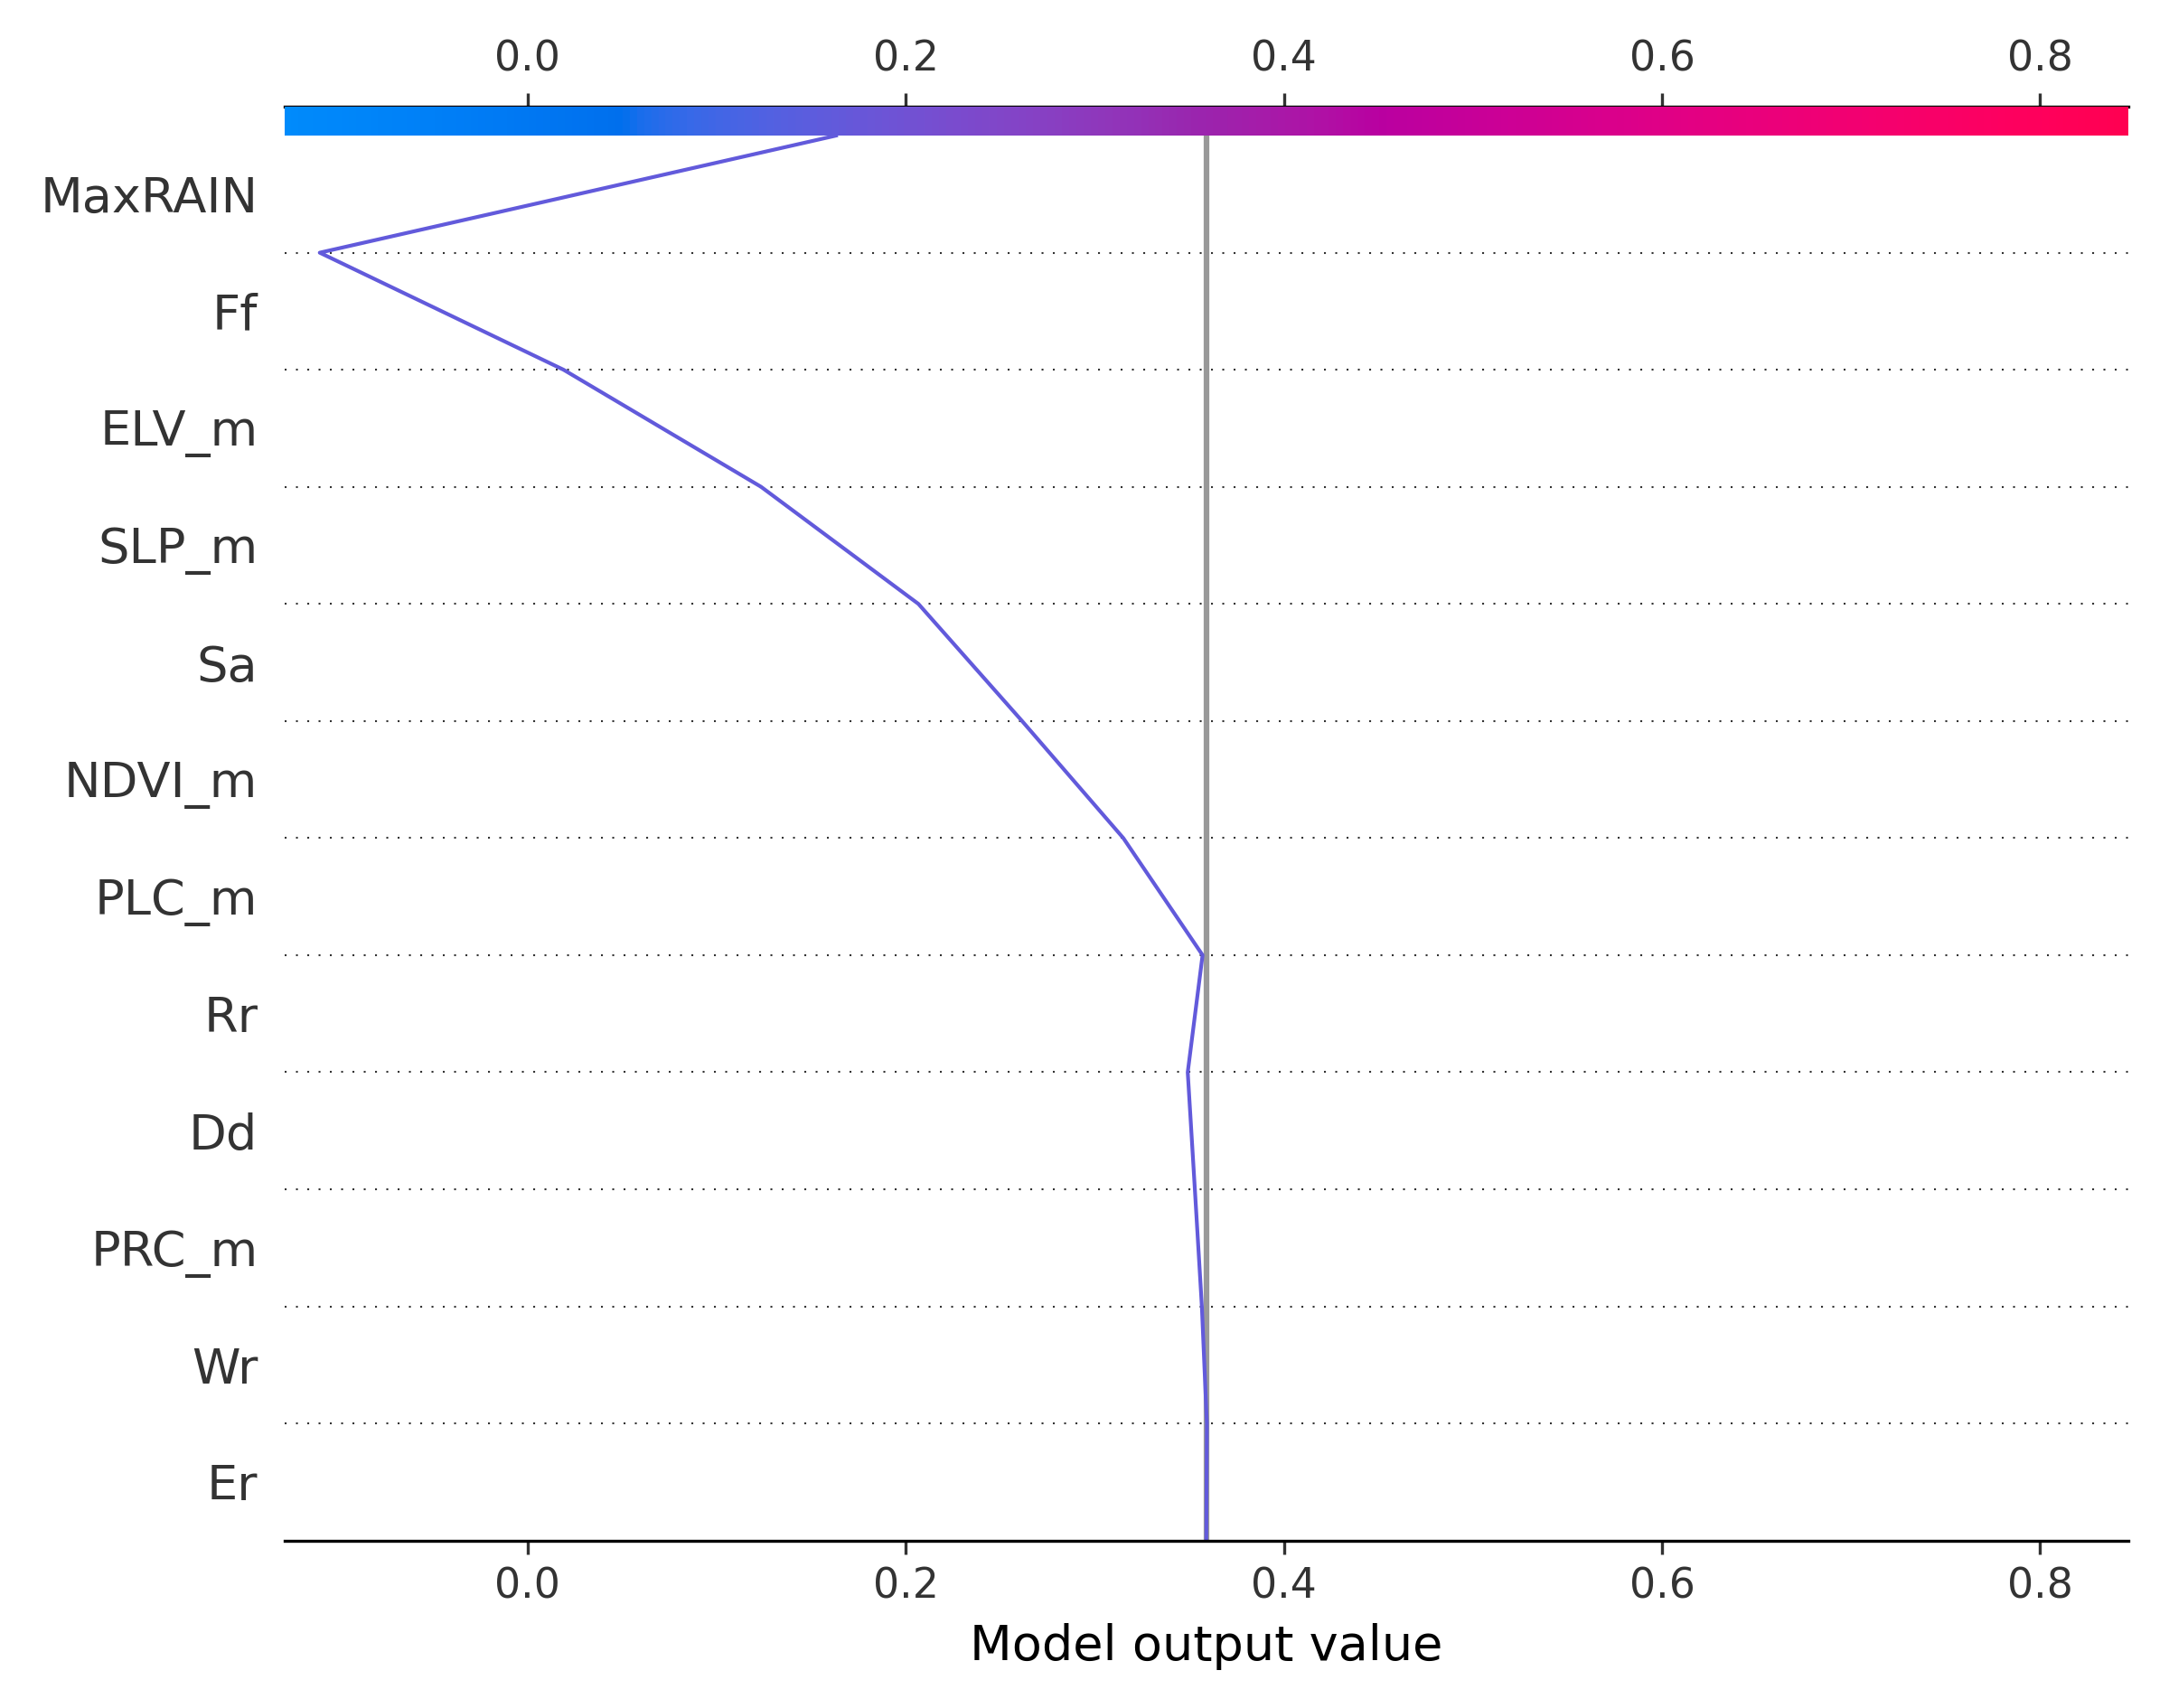 0.0 0.2 0.4 0.6 0.8
MaxRAIN
Ff
ELV_m
SLP_m
Sa
NDVI_m
PLC_m
Rr
Dd
PRC_m
Wr
Er
0.0 0.2 0.4 0.6 0.8
Model output value